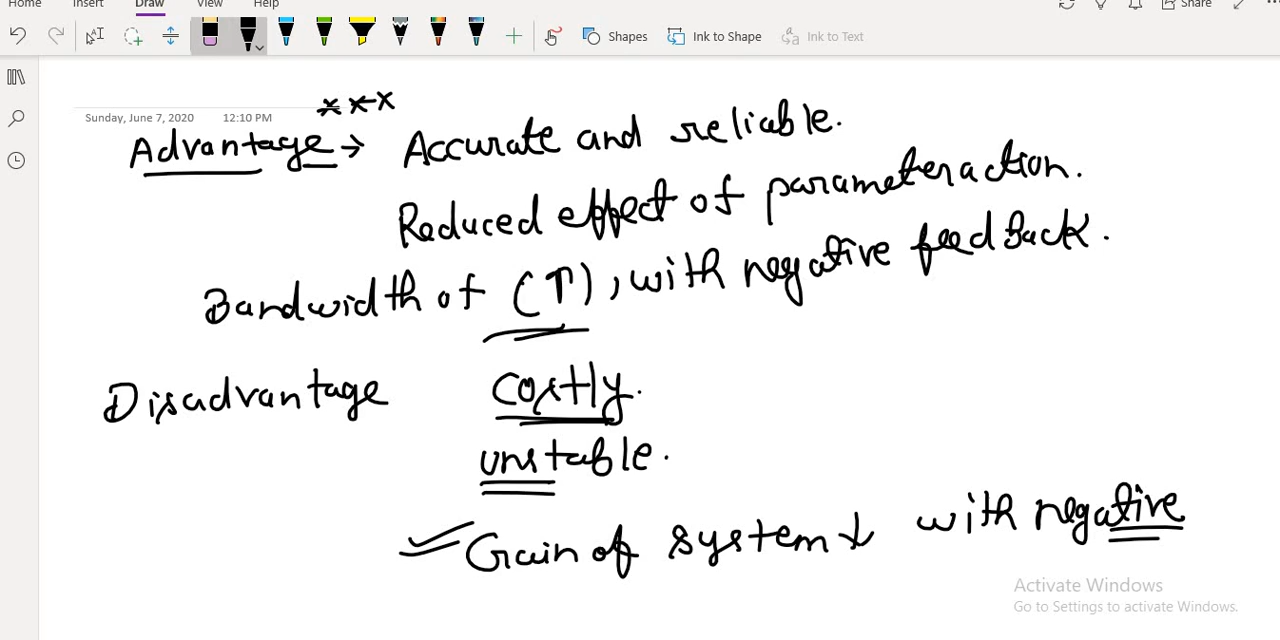 Home Insert Draw View Help Share
Shapes Ink to Shape Ink to Text
Sunday, June 7, 2020 12:10 PM
Advantage → Accurate and reliable.
Reduced effect of parameteraction.
Bandwidth of (↑), with negative feedback.
Disadvantage costly.
unstable.
Gain of system ↓ with negative
Activate Windows
Go to Settings to activate Windows.